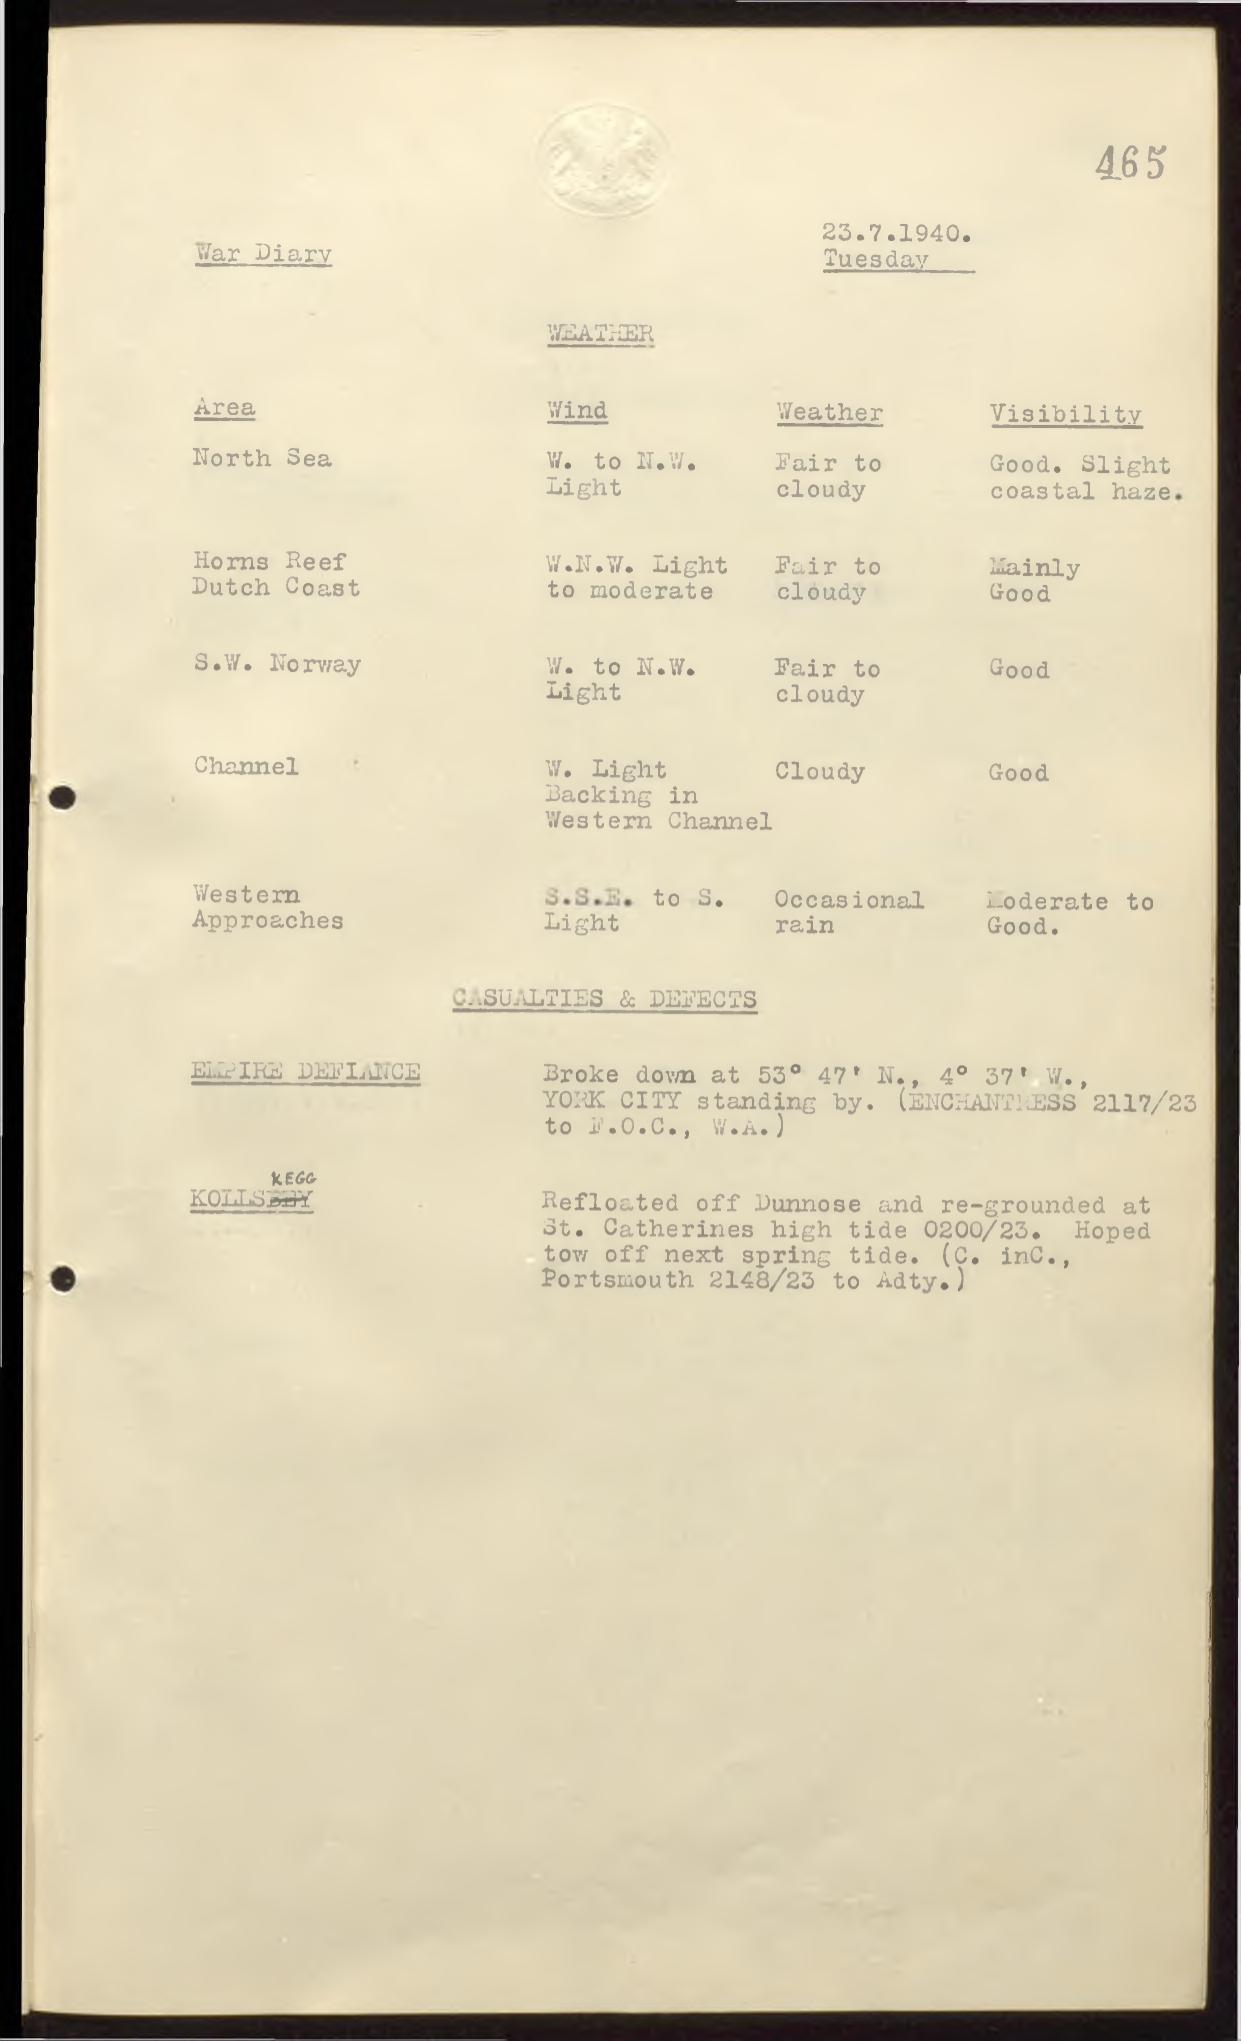 465
War Diary
23.7.1940.
Tuesday
WEATHER
Area Wind Weather Visibility
North Sea W. to N.W. Fair to Good. Slight
Light cloudy coastal haze.
Horns Reef W.N.W. Light Fair to Mainly
Dutch Coast to moderate cloudy Good
S.W. Norway W. to N.W. Fair to Good
Light cloudy
Channel W. Light Cloudy Good
Backing in
Western Channel
Western S.S.E. to S. Occasional Moderate to
Approaches Light rain Good.
CASUALTIES & DEFECTS
EMPIRE DEFIANCE Broke down at 53° 47' N., 4° 37' W.,
YORK CITY standing by. (ENCHANTRESS 2117/23
to F.O.C., W.A.)
KEGG
KOLLS Refloated off Dunnose and re-grounded at
St. Catherines high tide 0200/23. Hoped
tow off next spring tide. (C. inC.,
Portsmouth 2148/23 to Adty.)